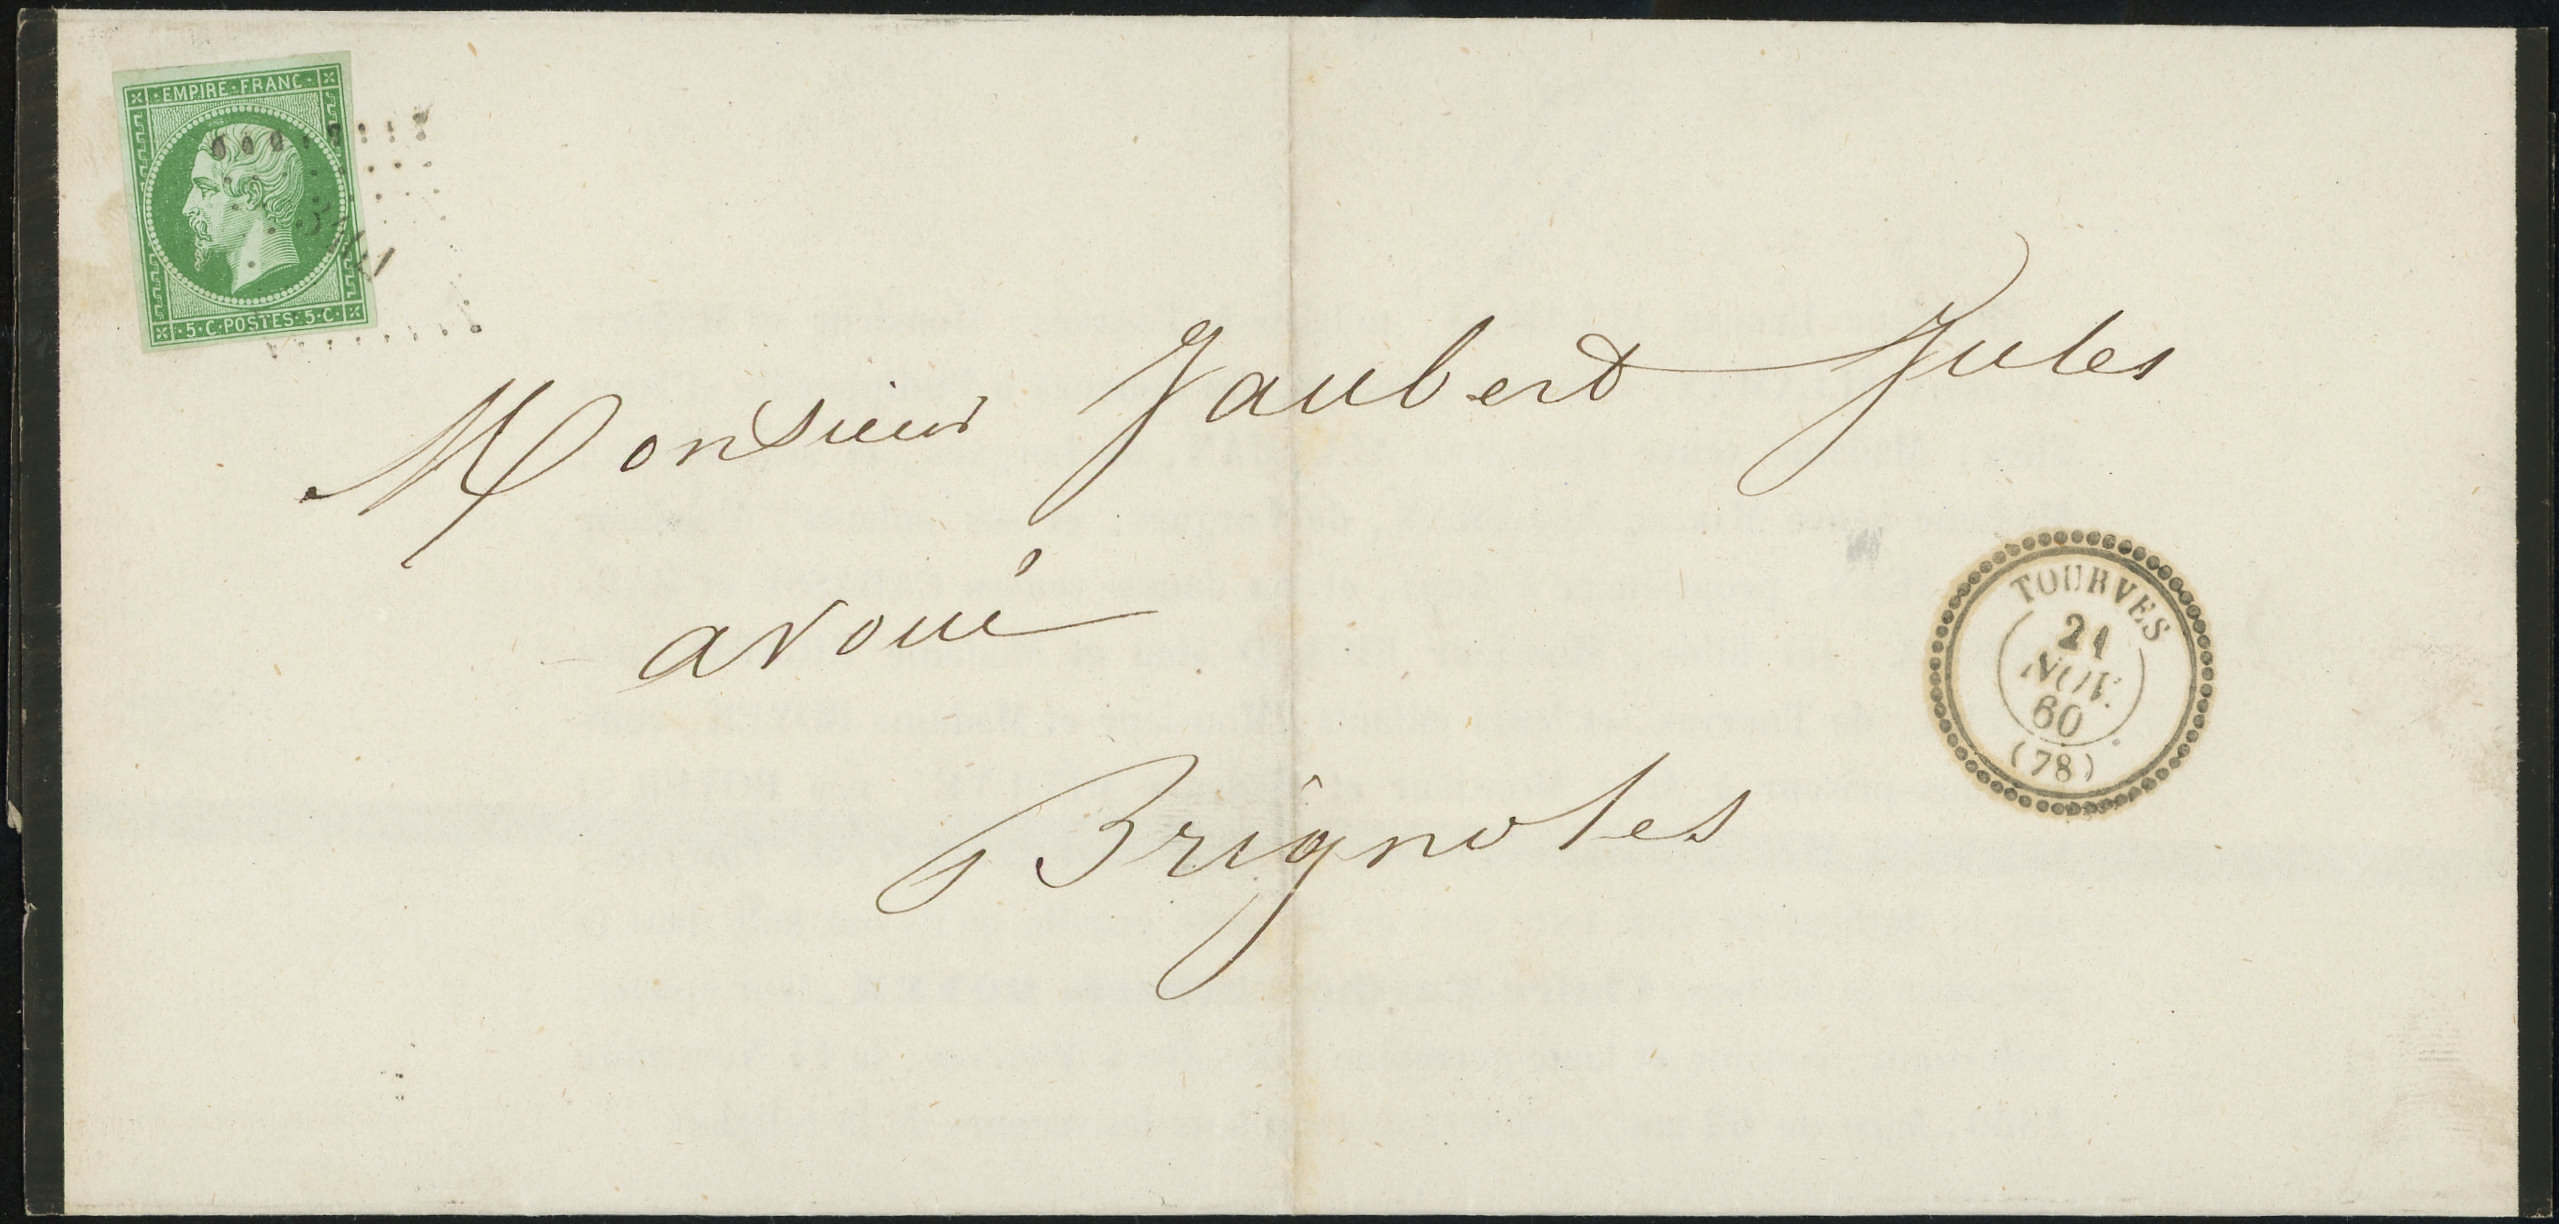 EMPIRE·FRANC·
5·C·POSTES·5·C·
Monsieur Jaubert Jules
avoué
Brignoles
TOURVES
21
NOV.
60
(78)